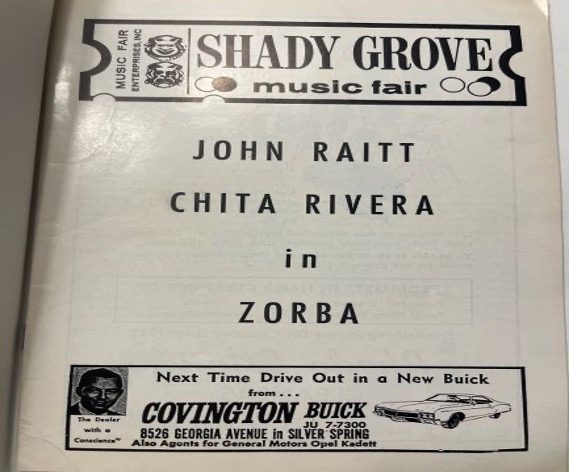 MUSIC FAIR
ENTERPRISES, INC
SHADY GROVE
music fair
JOHN RAITT
CHITA RIVERA
in
ZORBA
Next Time Drive Out in a New Buick
from...
COVINGTON BUICK
JU 7-7300
8526 GEORGIA AVENUE in SILVER SPRING
Also Agents for General Motors Opel Kadett
The Dealer
with a
Conscience"